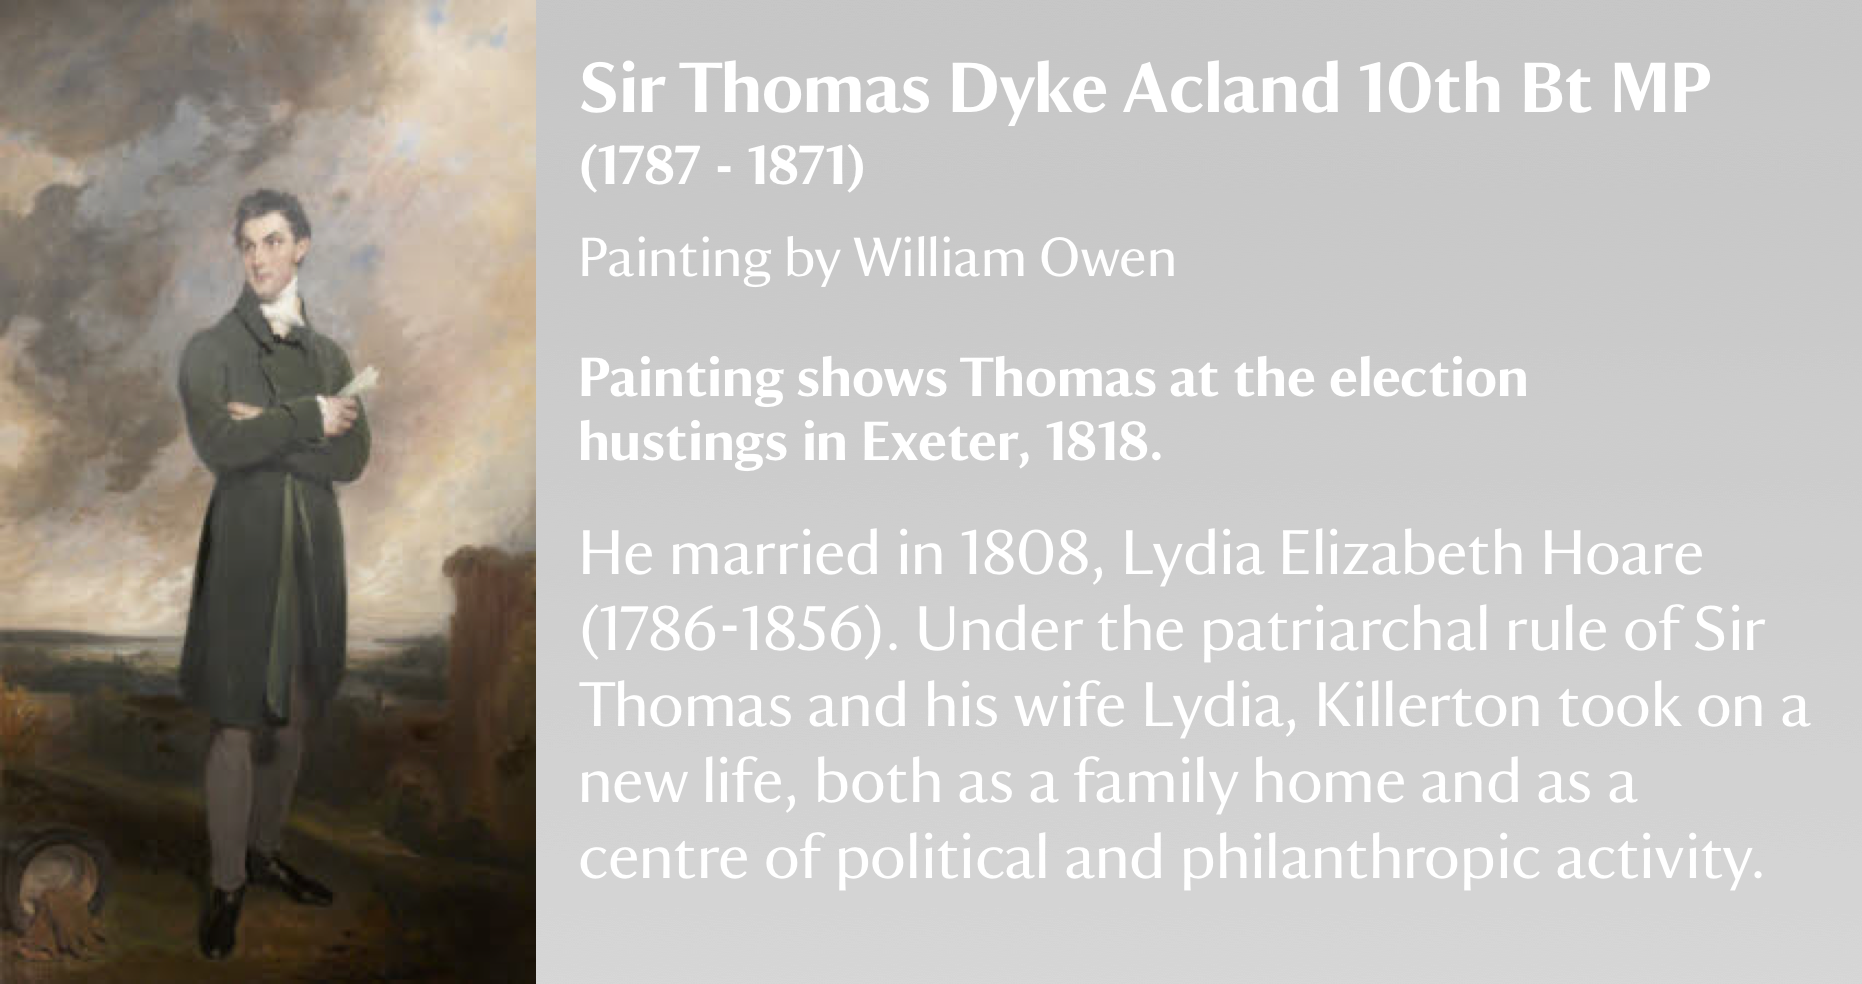 Sir Thomas Dyke Acland 10th Bt MP
(1787 - 1871)
Painting by William Owen
Painting shows Thomas at the election
hustings in Exeter, 1818.
He married in 1808, Lydia Elizabeth Hoare
(1786-1856). Under the patriarchal rule of Sir
Thomas and his wife Lydia, Killerton took on a
new life, both as a family home and as a
centre of political and philanthropic activity.